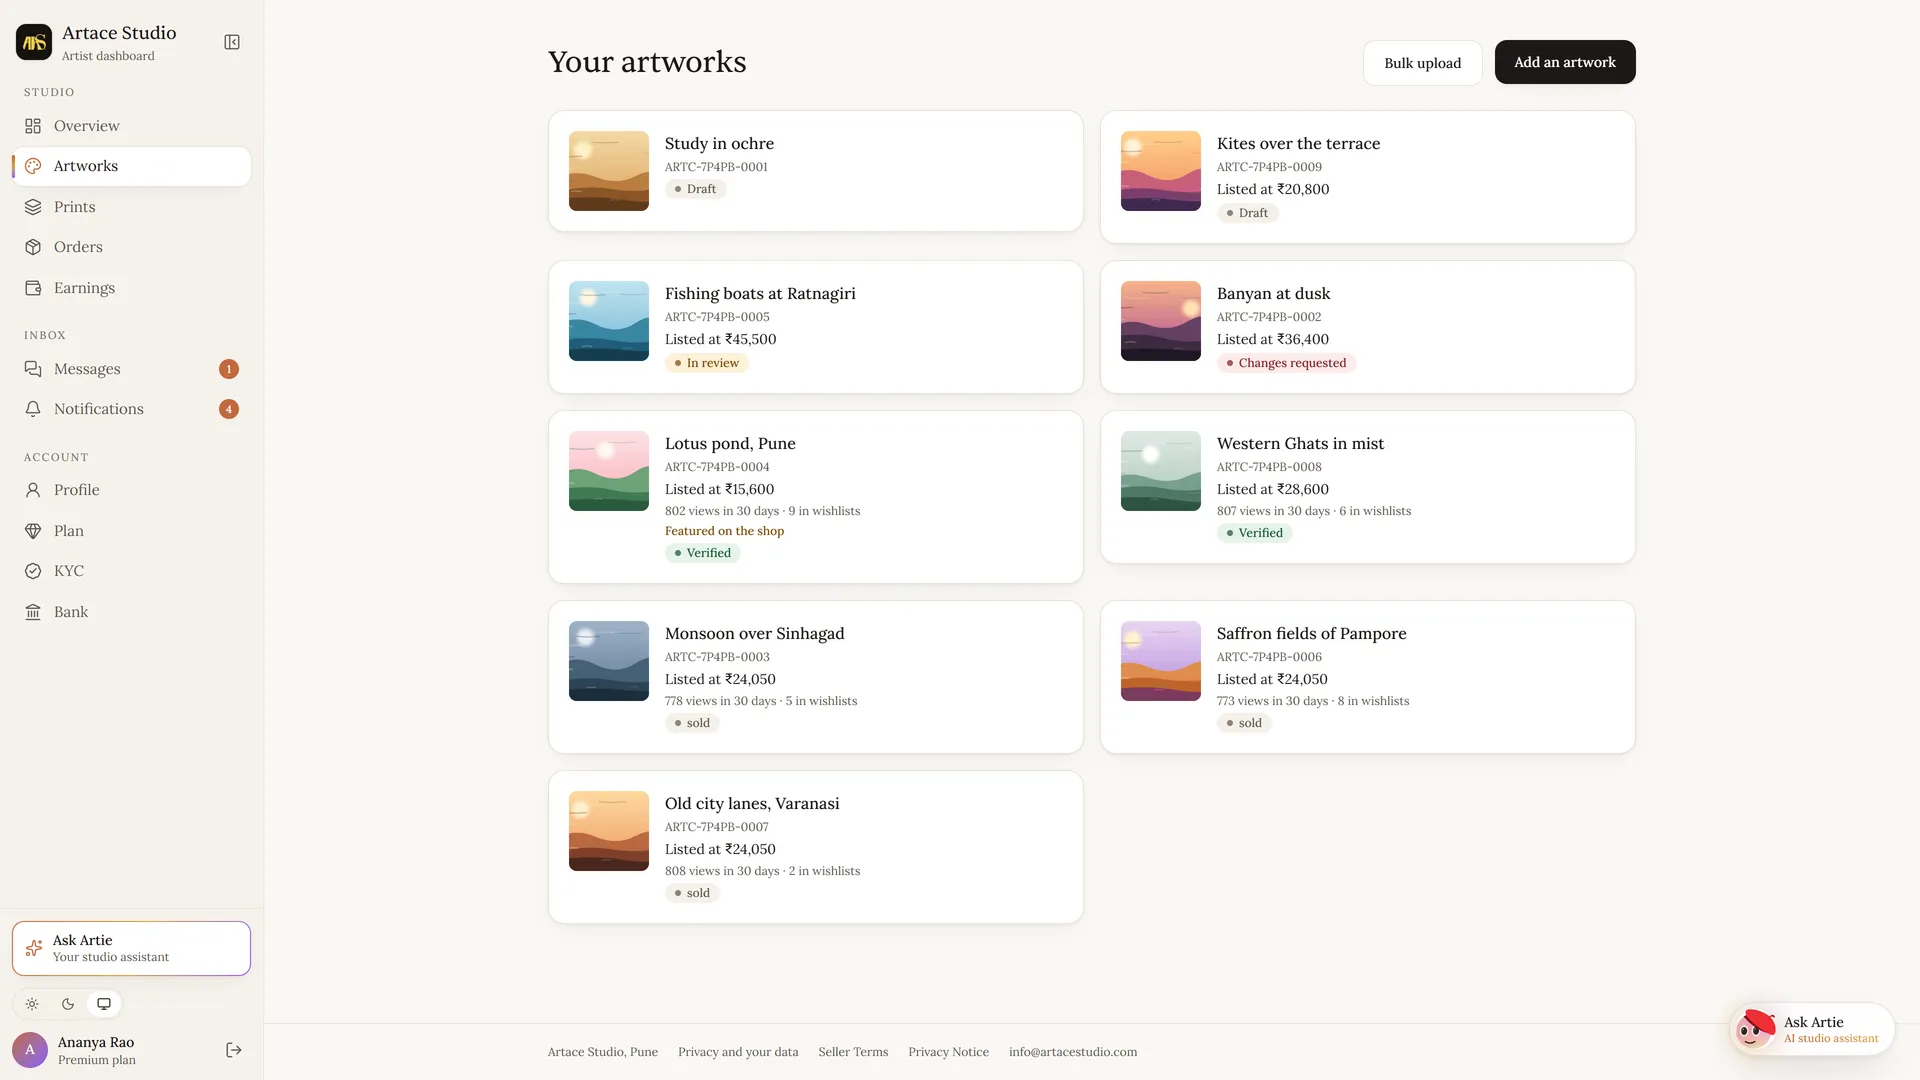 Artace Studio
Artist dashboard
STUDIO
Overview
Artworks
Prints
Orders
Earnings
INBOX
Messages 1
Notifications 4
ACCOUNT
Profile
Plan
KYC
Bank
Ask Artie
Your studio assistant
A
Ananya Rao
Premium plan
Your artworks
Bulk upload
Add an artwork
Study in ochre
ARTC-7P4PB-0001
Draft
Kites over the terrace
ARTC-7P4PB-0009
Listed at ₹20,800
Draft
Fishing boats at Ratnagiri
ARTC-7P4PB-0005
Listed at ₹45,500
In review
Banyan at dusk
ARTC-7P4PB-0002
Listed at ₹36,400
Changes requested
Lotus pond, Pune
ARTC-7P4PB-0004
Listed at ₹15,600
802 views in 30 days · 9 in wishlists
Featured on the shop
Verified
Western Ghats in mist
ARTC-7P4PB-0008
Listed at ₹28,600
807 views in 30 days · 6 in wishlists
Verified
Monsoon over Sinhagad
ARTC-7P4PB-0003
Listed at ₹24,050
778 views in 30 days · 5 in wishlists
sold
Saffron fields of Pampore
ARTC-7P4PB-0006
Listed at ₹24,050
773 views in 30 days · 8 in wishlists
sold
Old city lanes, Varanasi
ARTC-7P4PB-0007
Listed at ₹24,050
808 views in 30 days · 2 in wishlists
sold
Artace Studio, Pune Privacy and your data Seller Terms Privacy Notice info@artacestudio.com
Ask Artie
AI studio assistant